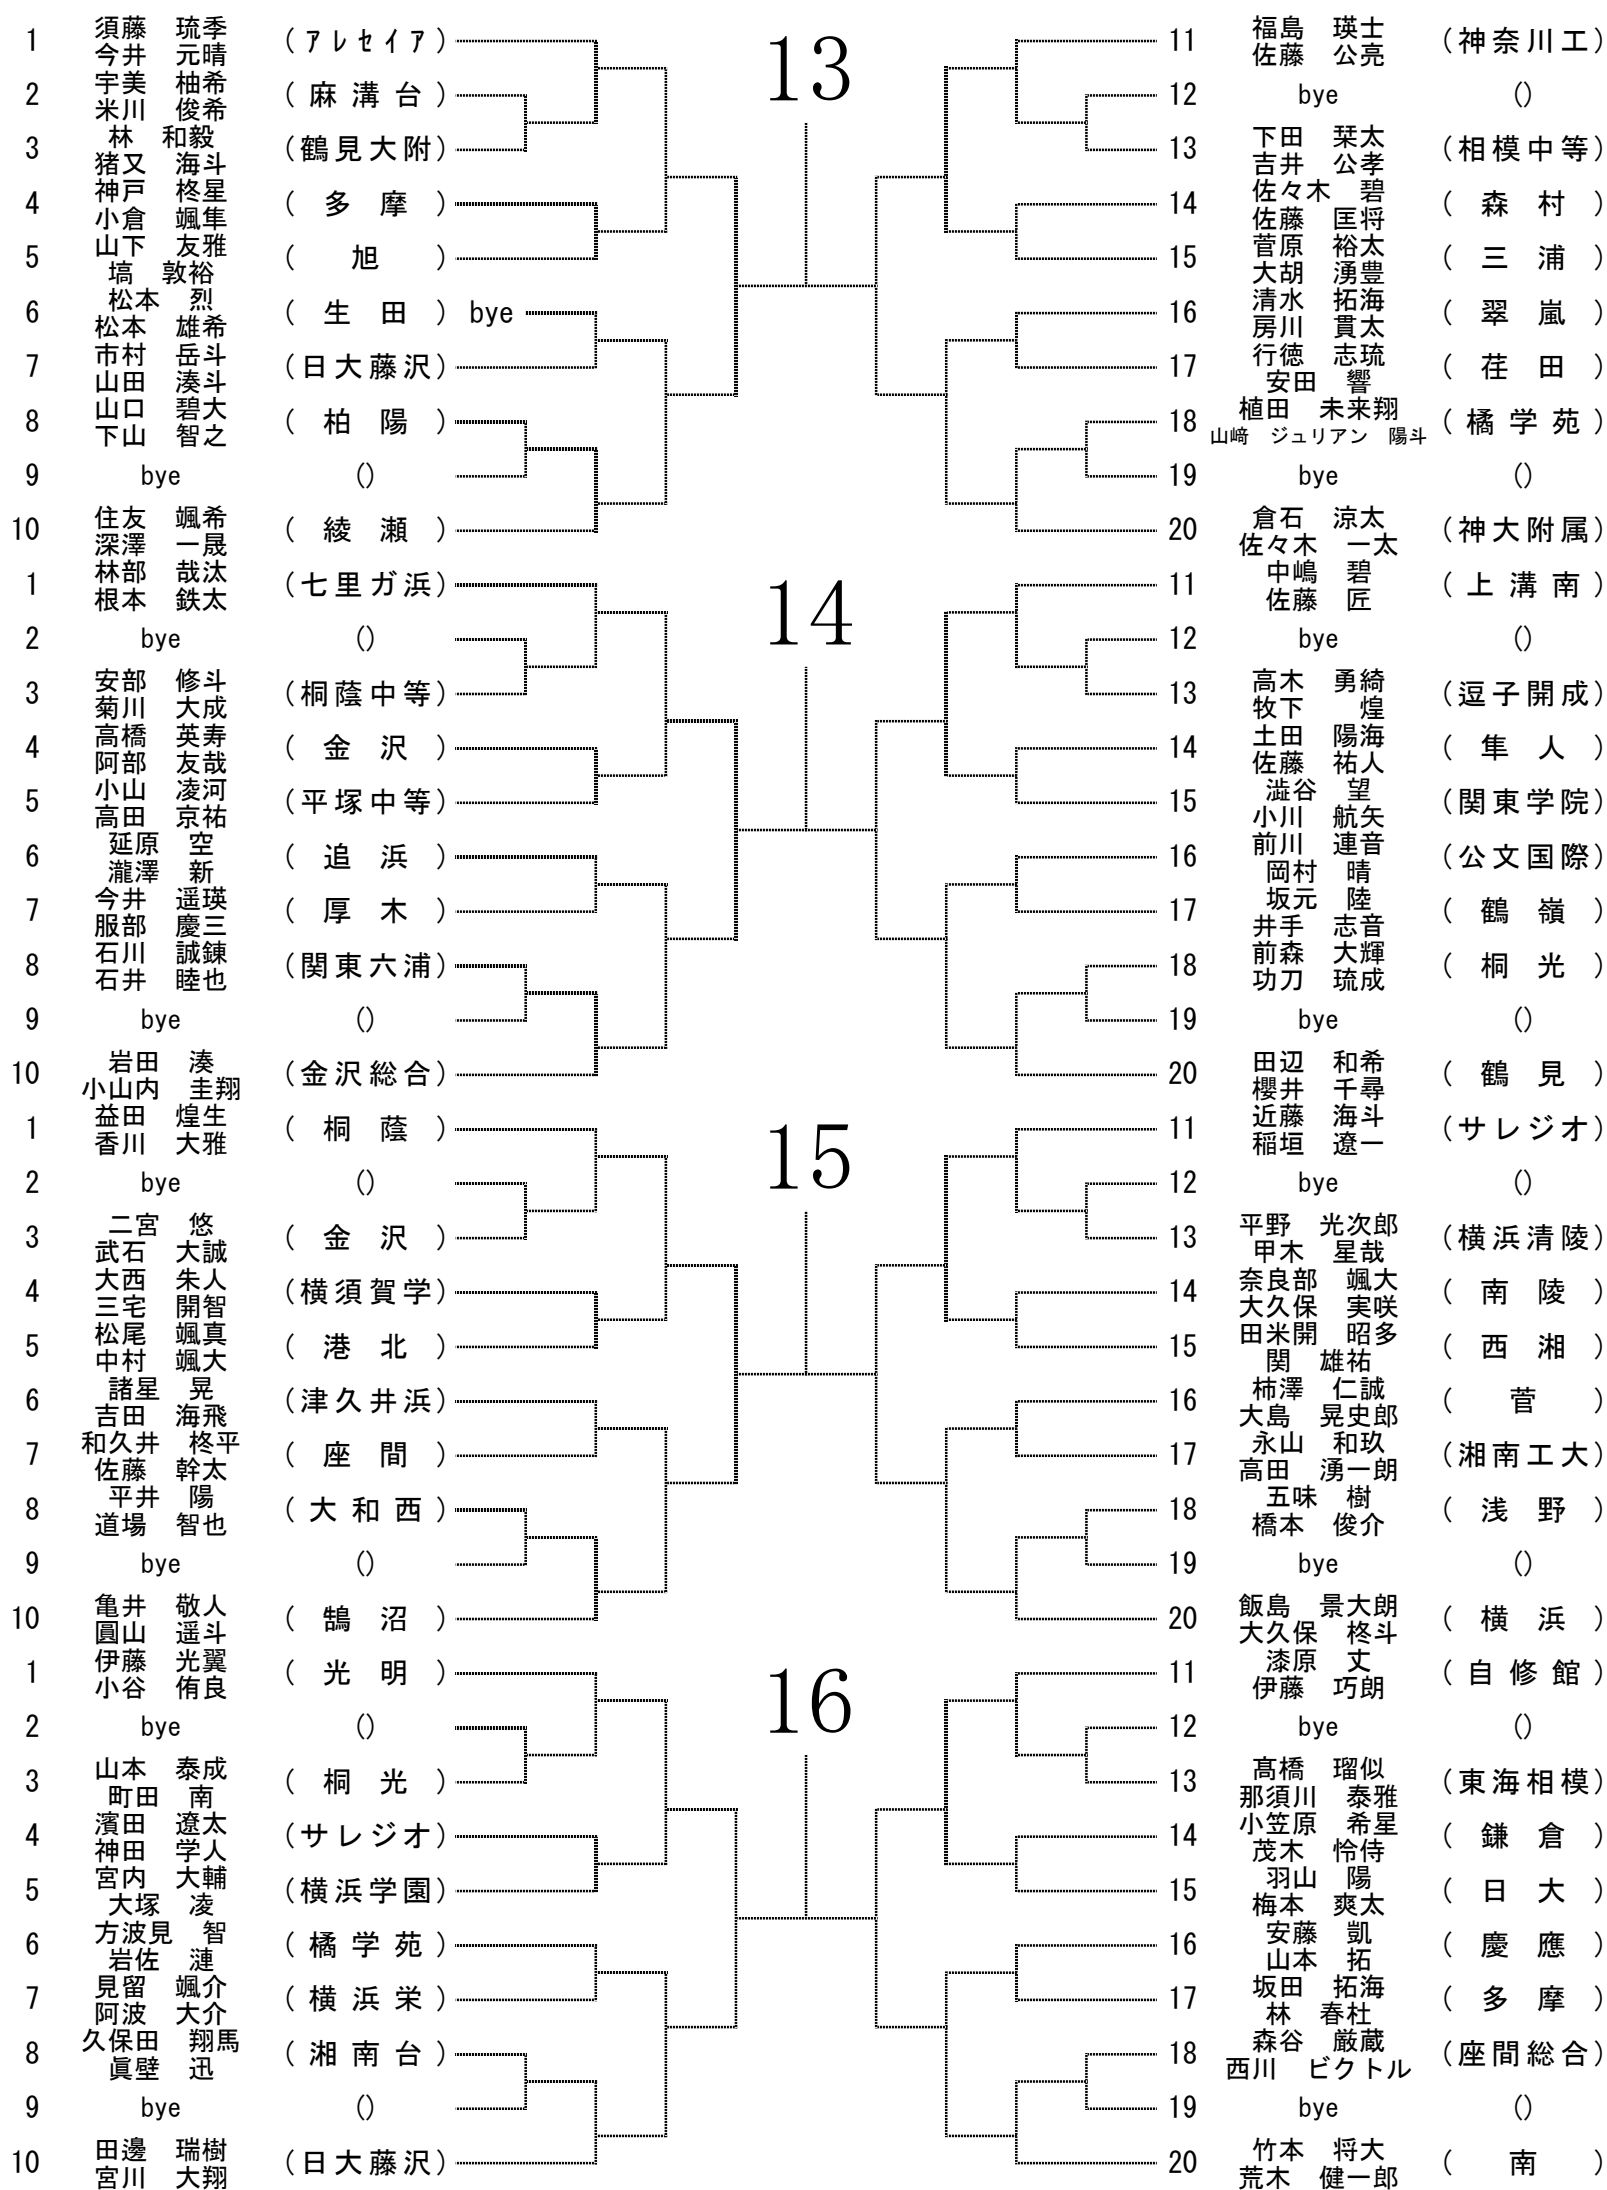 13
1 須藤 琉季 (アレセイア)
今井 元晴
2 宇美 柚希 (麻溝台)
米川 俊希
3 林 和毅 (鶴見大附)
猪又 海斗
4 神戸 柊星 (多摩)
小倉 颯隼
5 山下 友雅 (旭)
塙 敦裕
6 松本 烈 (生田) bye
松本 雄希
7 市村 岳斗 (日大藤沢)
山田 湊斗
8 山口 碧大 (柏陽)
下山 智之
9 bye ()
10 住友 颯希 (綾瀬)
深澤 一晟
11 福島 瑛士 (神奈川工)
佐藤 公亮
12 bye ()
13 下田 栞太 (相模中等)
吉井 公孝
14 佐々木 碧 (森村)
佐藤 匡将
15 菅原 裕太 (三浦)
大胡 湧豊
16 清水 拓海 (翠嵐)
房川 貫太
17 行徳 志琉 (荏田)
安田 響
18 植田 未来翔 (橘学苑)
山﨑 ジュリアン 陽斗
19 bye ()
20 倉石 涼太 (神大附属)
佐々木 一太
14
1 林部 哉汰 (七里ガ浜)
根本 鉄太
2 bye ()
3 安部 修斗 (桐蔭中等)
菊川 大成
4 高橋 英寿 (金沢)
阿部 友哉
5 小山 凌河 (平塚中等)
高田 京祐
6 延原 空 (追浜)
瀧澤 新
7 今井 遥瑛 (厚木)
服部 慶三
8 石川 誠錬 (関東六浦)
石井 睦也
9 bye ()
10 岩田 湊 (金沢総合)
小山内 圭翔
11 中嶋 碧 (上溝南)
佐藤 匠
12 bye ()
13 高木 勇綺 (逗子開成)
牧下 煌
14 土田 陽海 (隼人)
佐藤 祐人
15 澁谷 望 (関東学院)
小川 航矢
16 前川 連音 (公文国際)
岡村 晴
17 坂元 陸 (鶴嶺)
井手 志音
18 前森 大輝 (桐光)
功刀 琉成
19 bye ()
20 田辺 和希 (鶴見)
櫻井 千尋
15
1 益田 煌生 (桐蔭)
香川 大雅
2 bye ()
3 二宮 悠 (金沢)
武石 大誠
4 大西 朱人 (横須賀学)
三宅 開智
5 松尾 颯真 (港北)
中村 颯大
6 諸星 晃 (津久井浜)
吉田 海飛
7 和久井 柊平 (座間)
佐藤 幹太
8 平井 陽 (大和西)
道場 智也
9 bye ()
10 亀井 敬人 (鵠沼)
圓山 遥斗
11 近藤 海斗 (サレジオ)
稲垣 遼一
12 bye ()
13 平野 光次郎 (横浜清陵)
甲木 星哉
14 奈良部 颯大 (南陵)
大久保 実咲
15 田米開 昭多 (西湘)
関 雄祐
16 柿澤 仁誠 (菅)
大島 晃史郎
17 永山 和玖 (湘南工大)
高田 湧一朗
18 五味 樹 (浅野)
橋本 俊介
19 bye ()
20 飯島 景大朗 (横浜)
大久保 柊斗
16
1 伊藤 光翼 (光明)
小谷 侑良
2 bye ()
3 山本 泰成 (桐光)
町田 南
4 濱田 遼太 (サレジオ)
神田 学人
5 宮内 大輔 (横浜学園)
大塚 凌
6 方波見 智 (橘学苑)
岩佐 漣
7 見留 颯介 (横浜栄)
阿波 大介
8 久保田 翔馬 (湘南台)
眞壁 迅
9 bye ()
10 田邊 瑞樹 (日大藤沢)
宮川 大翔
11 漆原 丈 (自修館)
伊藤 巧朗
12 bye ()
13 髙橋 瑠似 (東海相模)
那須川 泰雅
14 小笠原 希星 (鎌倉)
茂木 怜侍
15 羽山 陽 (日大)
梅本 爽太
16 安藤 凱 (慶應)
山本 拓
17 坂田 拓海 (多摩)
林 春杜
18 森谷 厳蔵 (座間総合)
西川 ビクトル
19 bye ()
20 竹本 将大 (南)
荒木 健一郎